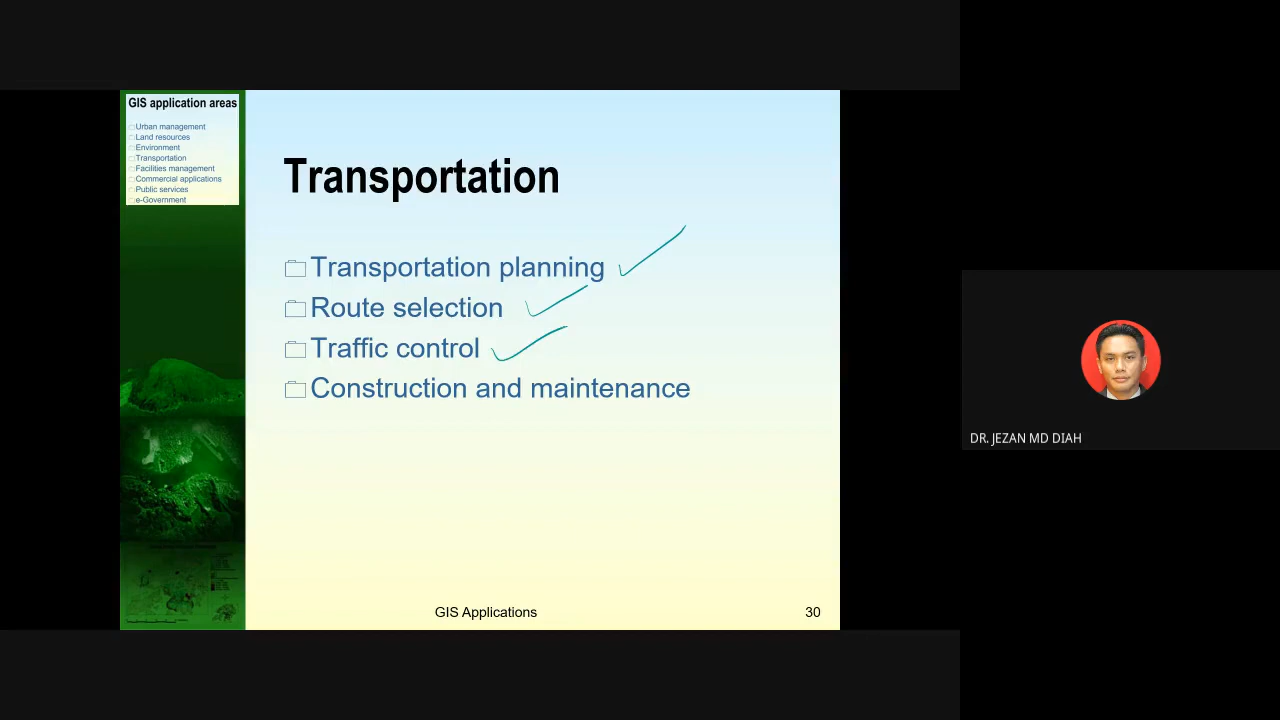 GIS application areas
Urban management
Land resources
Environment
Transportation
Facilities management
Commercial applications
Public services
e-Government
Transportation
Transportation planning
Route selection
Traffic control
Construction and maintenance
GIS Applications
30
DR. JEZAN MD DIAH